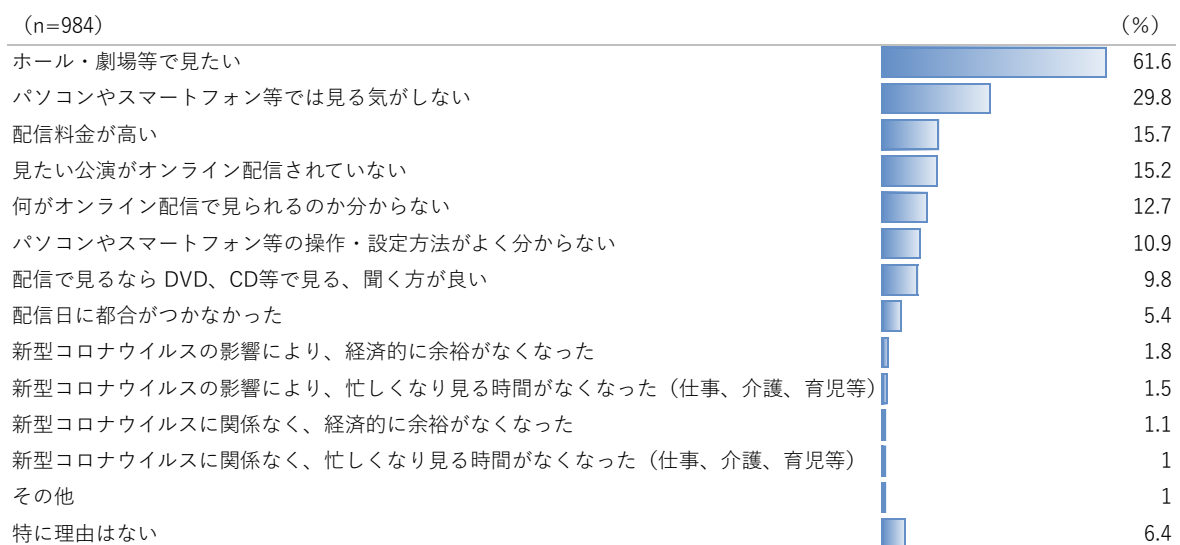 （n=984） （%）
ホール・劇場等で見たい 61.6
パソコンやスマートフォン等では見る気がしない 29.8
配信料金が高い 15.7
見たい公演がオンライン配信されていない 15.2
何がオンライン配信で見られるのか分からない 12.7
パソコンやスマートフォン等の操作・設定方法がよく分からない 10.9
配信で見るなら DVD、CD等で見る、聞く方が良い 9.8
配信日に都合がつかなかった 5.4
新型コロナウイルスの影響により、経済的に余裕がなくなった 1.8
新型コロナウイルスの影響により、忙しくなり見る時間がなくなった（仕事、介護、育児等） 1.5
新型コロナウイルスに関係なく、経済的に余裕がなくなった 1.1
新型コロナウイルスに関係なく、忙しくなり見る時間がなくなった（仕事、介護、育児等） 1
その他 1
特に理由はない 6.4